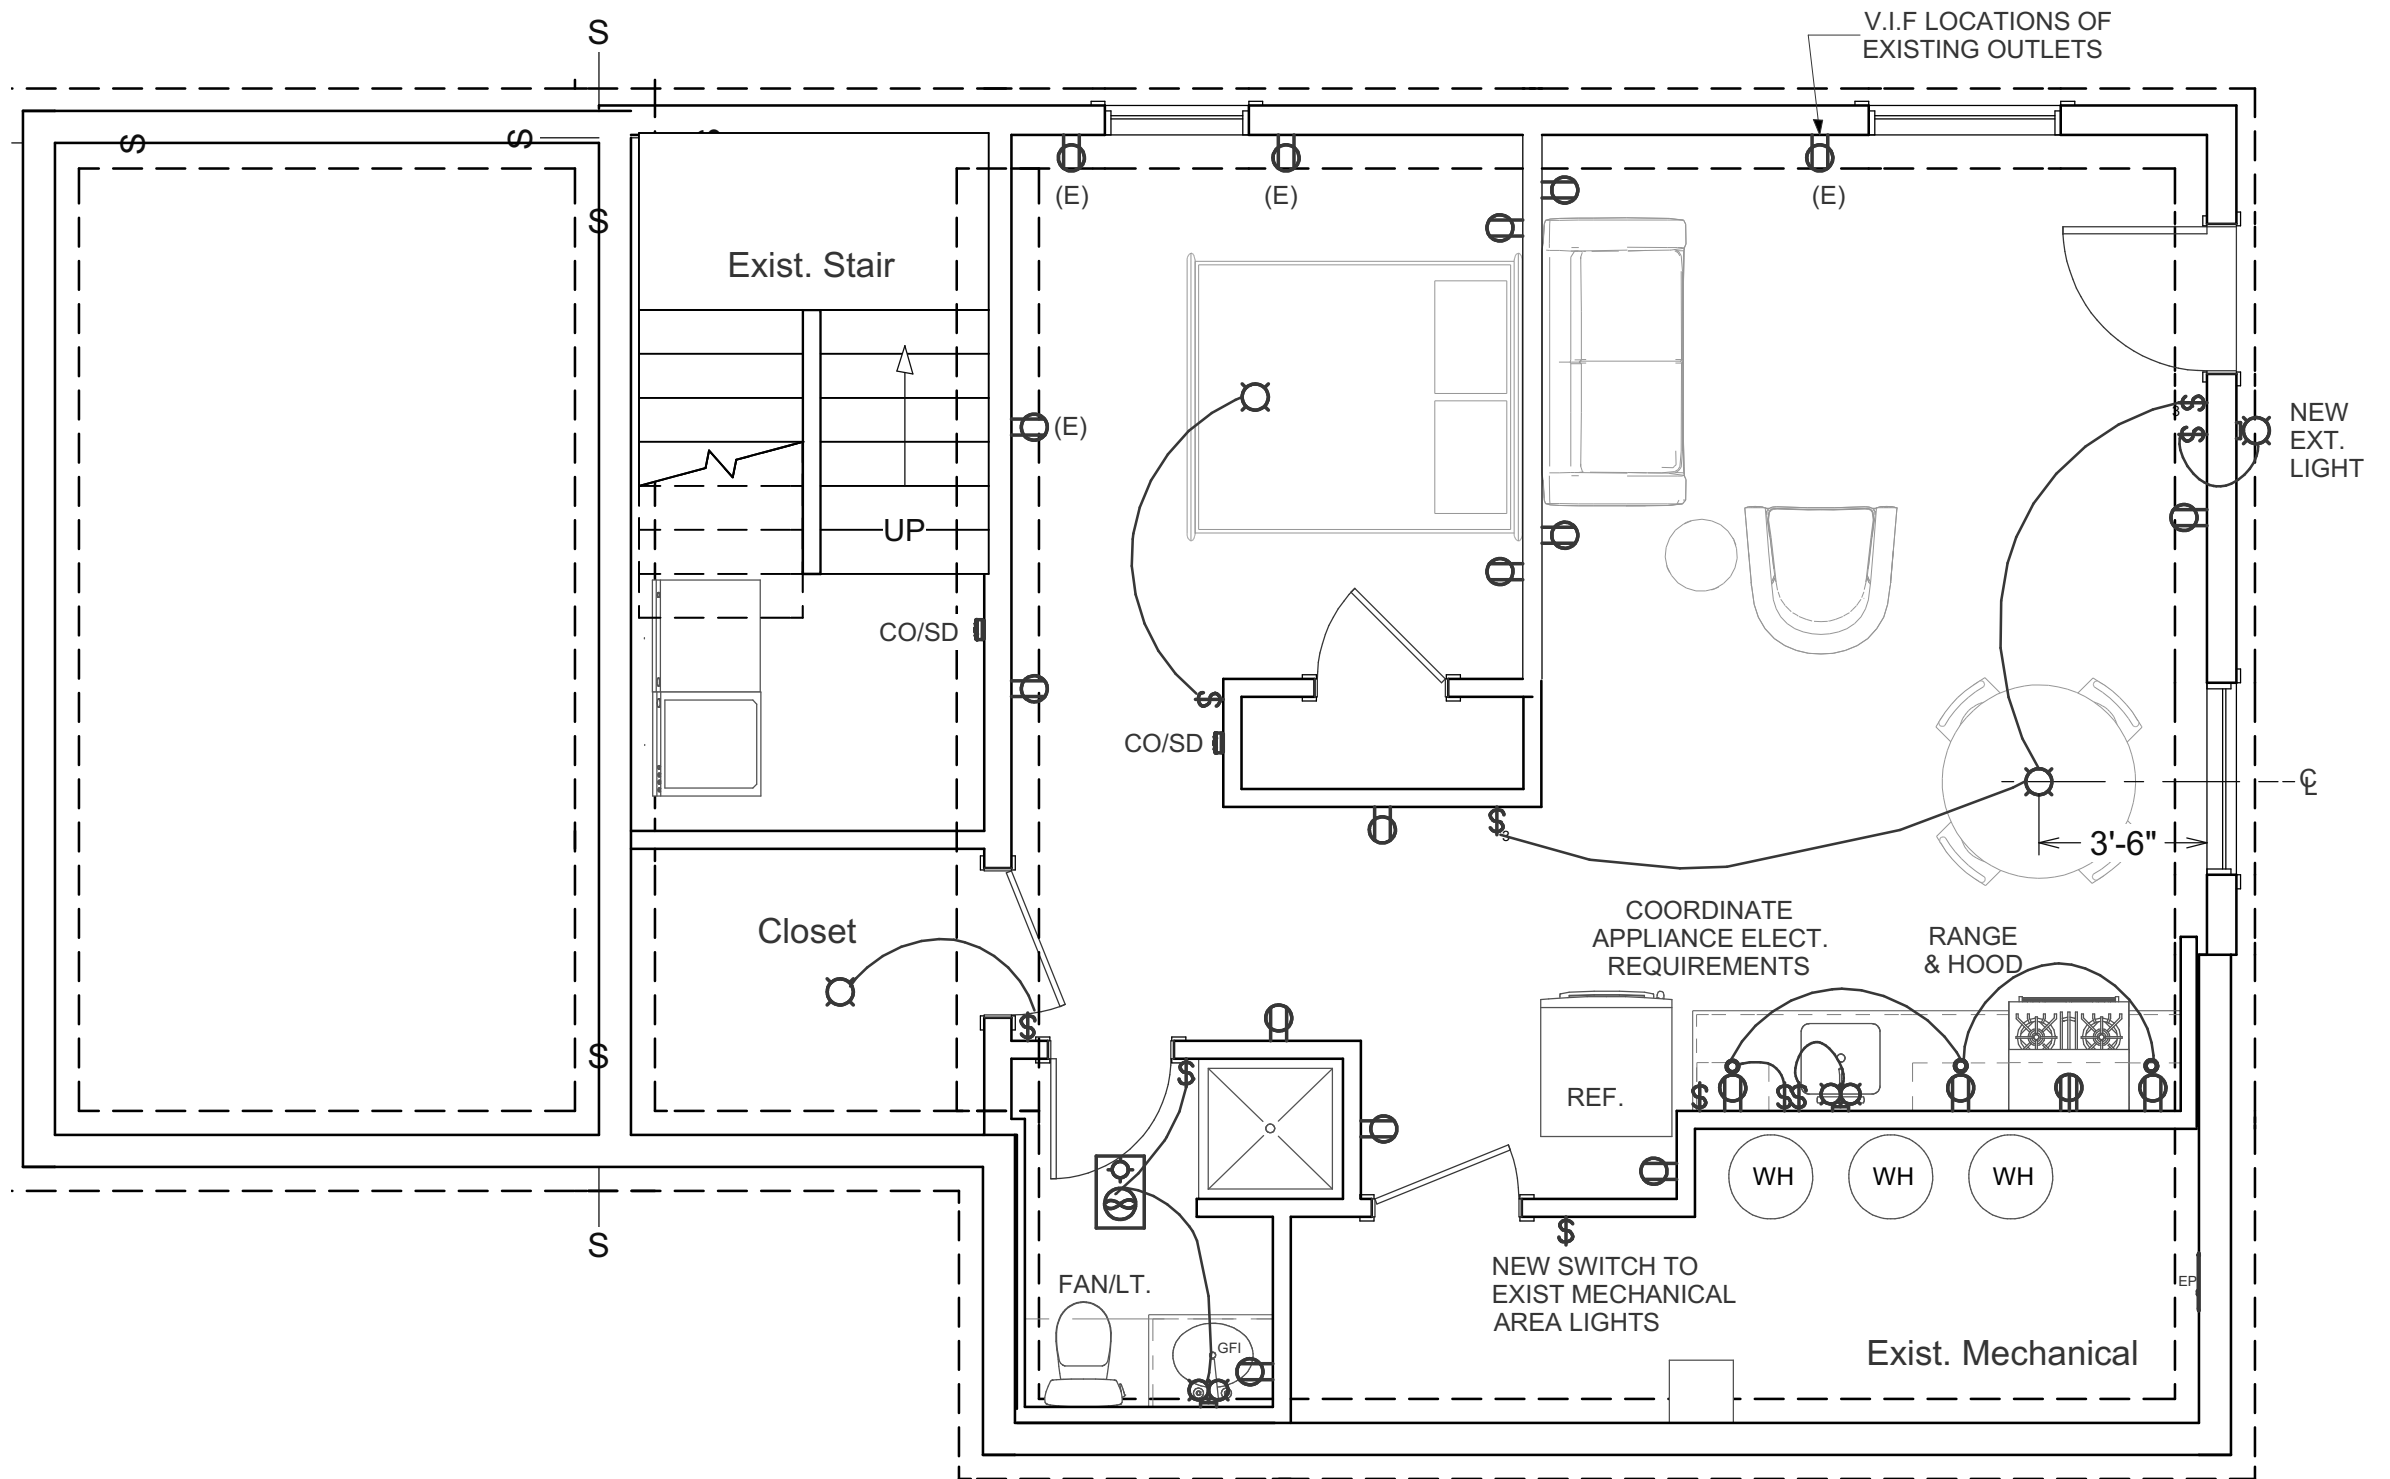 S
V.I.F LOCATIONS OF
EXISTING OUTLETS
S
S
S
(E)
(E)
(E)
Exist. Stair
(E)
UP
$
3
$
NEW
EXT.
LIGHT
CO/SD
$
CO/SD
$
3
℄
3'-6"
Closet
COORDINATE
APPLIANCE ELECT.
REQUIREMENTS
RANGE
& HOOD
$
S
$
REF.
$
$$
WH
WH
WH
$
NEW SWITCH TO
EXIST MECHANICAL
AREA LIGHTS
S
FAN/LT.
GFI
EP
Exist. Mechanical